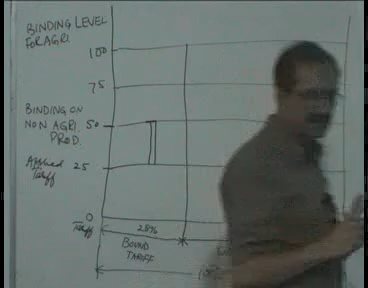 BINDING LEVEL
FOR AGRI
100
75
BINDING ON
NON AGRI. 50
PROD.
Applied
Tariff 25
0
Tariff
28%
BOUND
TARIFF